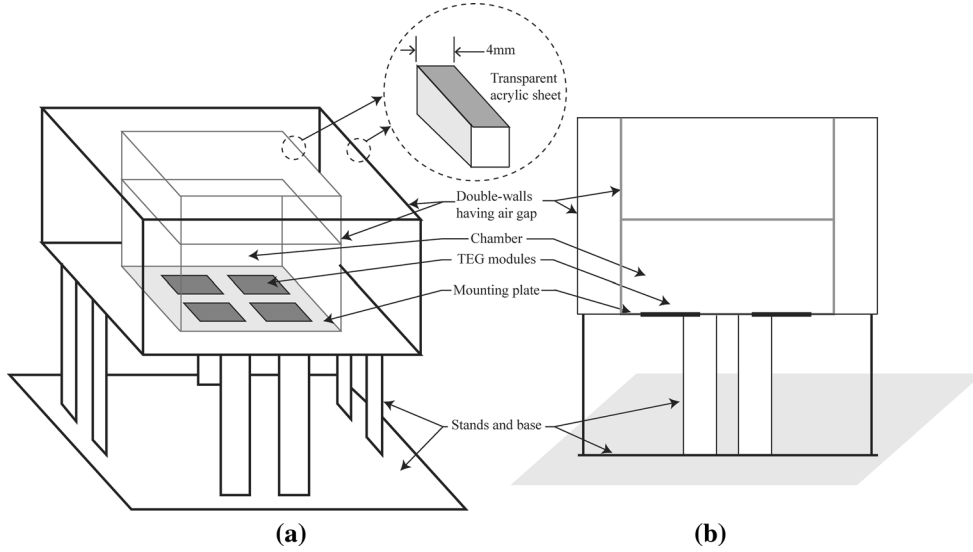 4mm
Transparent
acrylic sheet
Double-walls
having air gap
Chamber
TEG modules
Mounting plate
Stands and base
(a)
(b)